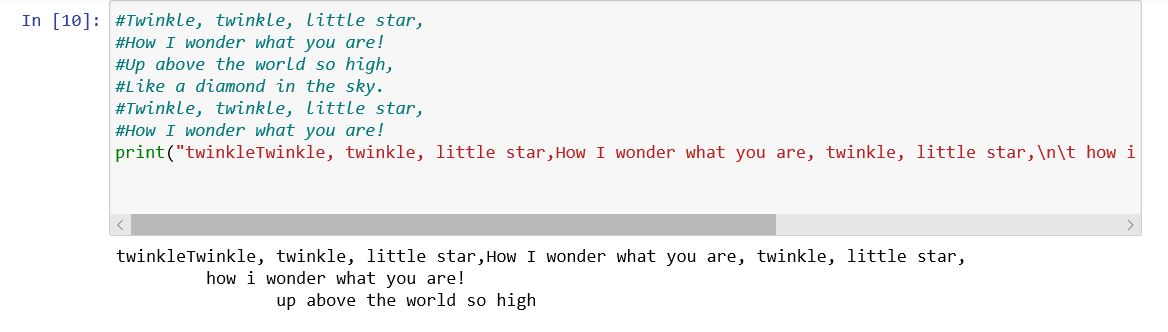 In [10]: #Twinkle, twinkle, little star,
#How I wonder what you are!
#Up above the world so high,
#Like a diamond in the sky.
#Twinkle, twinkle, little star,
#How I wonder what you are!
print("twinkleTwinkle, twinkle, little star,How I wonder what you are, twinkle, little star,\n\t how i
twinkleTwinkle, twinkle, little star,How I wonder what you are, twinkle, little star,
how i wonder what you are!
up above the world so high